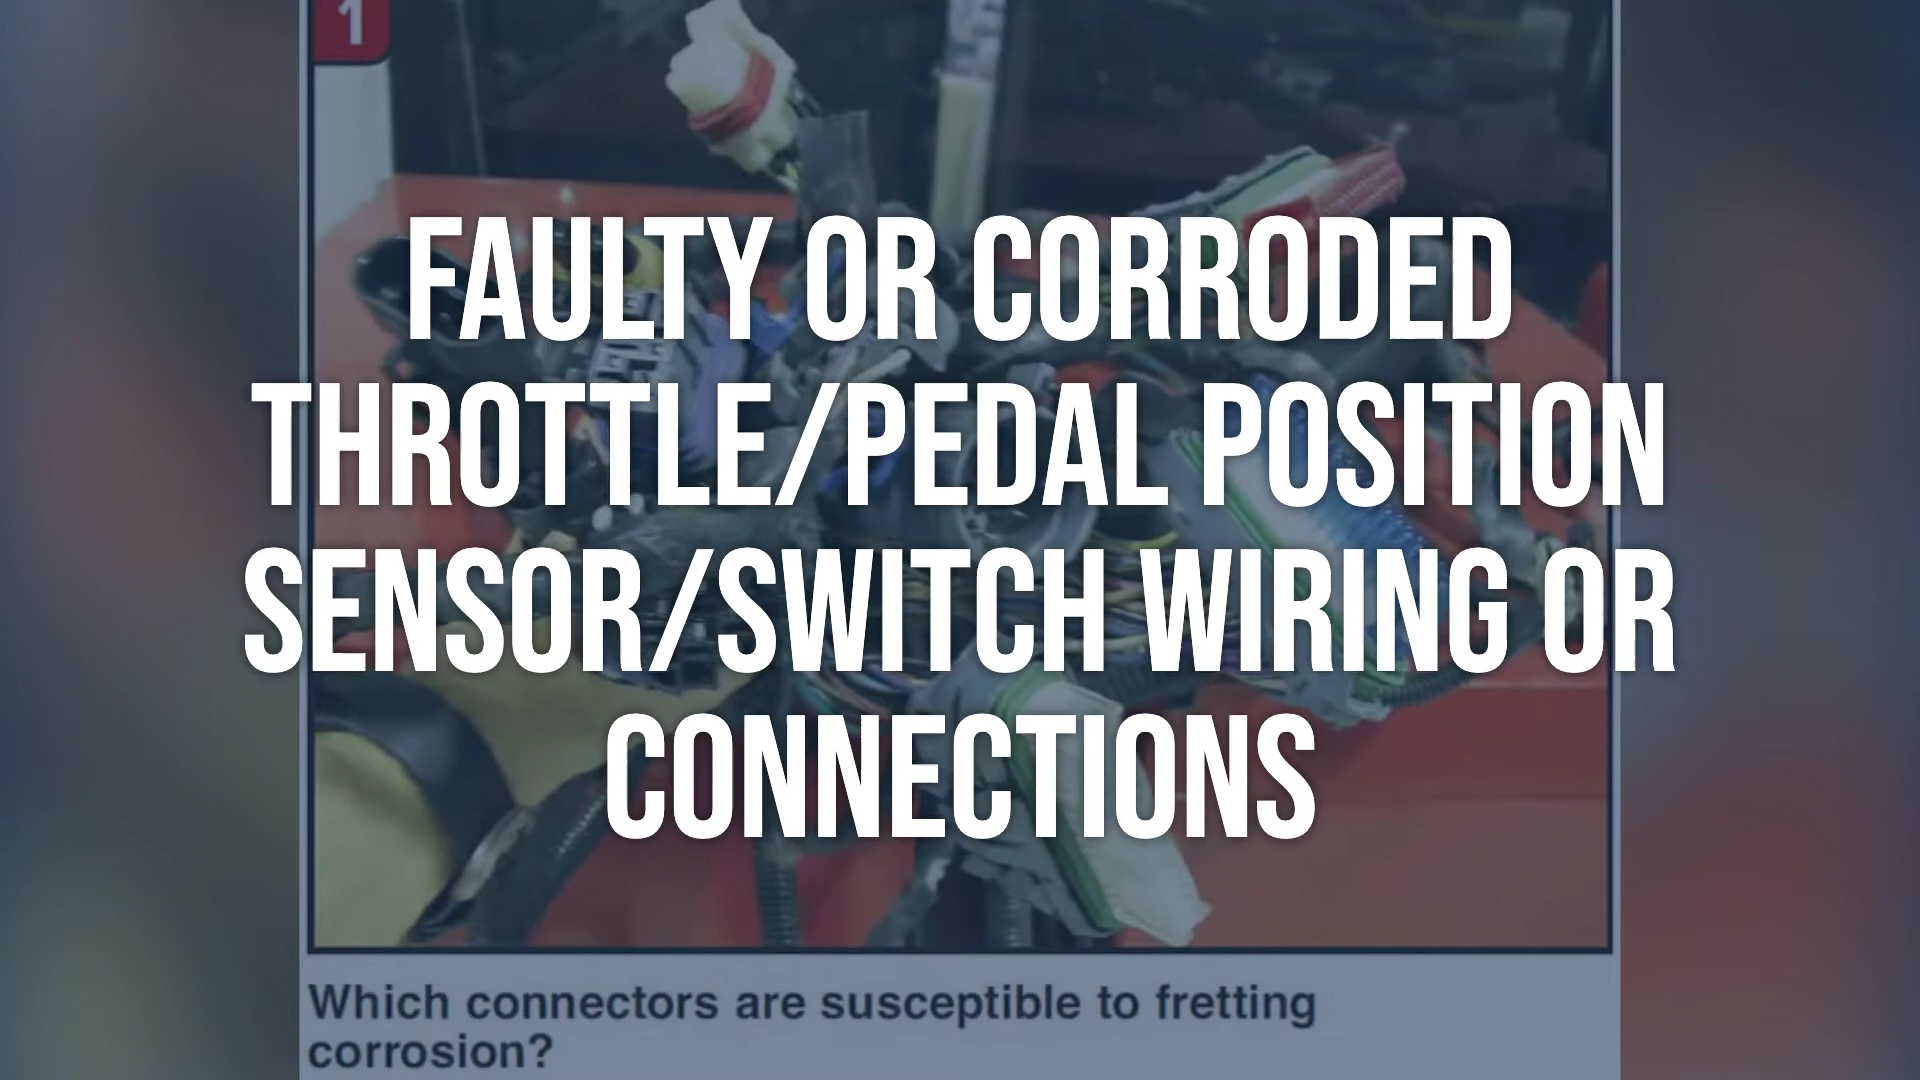 1
FAULTY OR CORRODED
THROTTLE/PEDAL POSITION
SENSOR/SWITCH WIRING OR
CONNECTIONS
Which connectors are susceptible to fretting
corrosion?